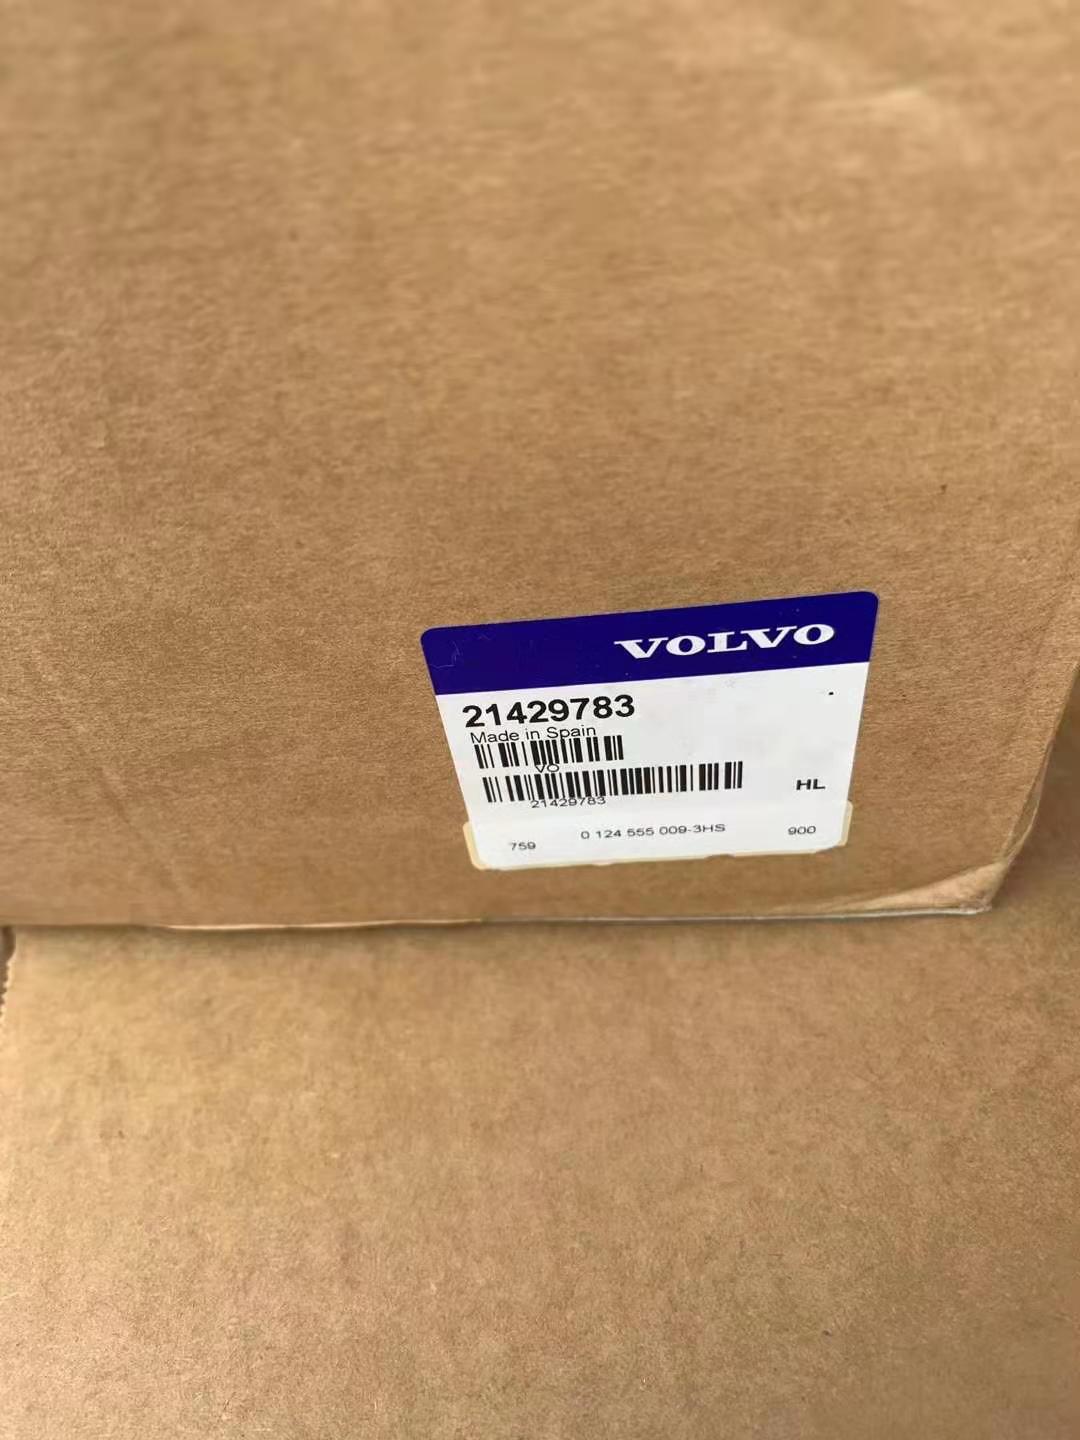 VOLVO
21429783
Made in Spain
VO
HL
21429783
0 124 555 009-3HS
759
900